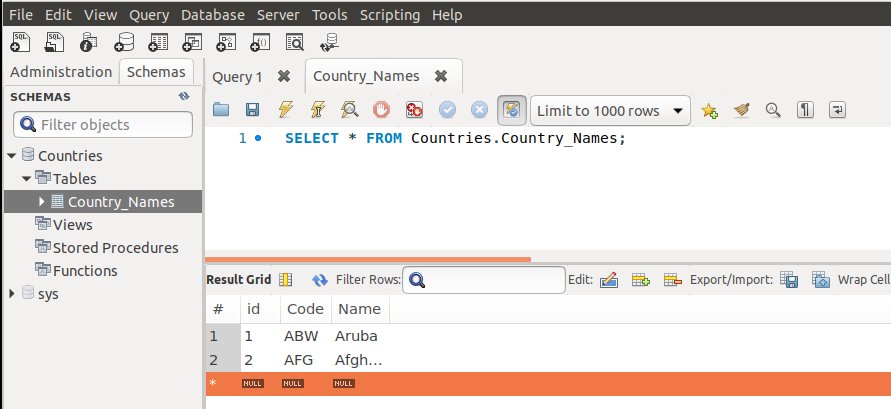 File Edit View Query Database Server Tools Scripting Help
SQL SQL
Administration Schemas Query 1 Country_Names
SCHEMAS
Limit to 1000 rows
Filter objects
1 SELECT * FROM Countries.Country_Names;
Countries
Tables
Country_Names
Views
Stored Procedures
Functions
sys
Result Grid Filter Rows: Edit: Export/Import: Wrap Cell
# id Code Name
1 1 ABW Aruba
2 2 AFG Afgh...
* NULL NULL NULL